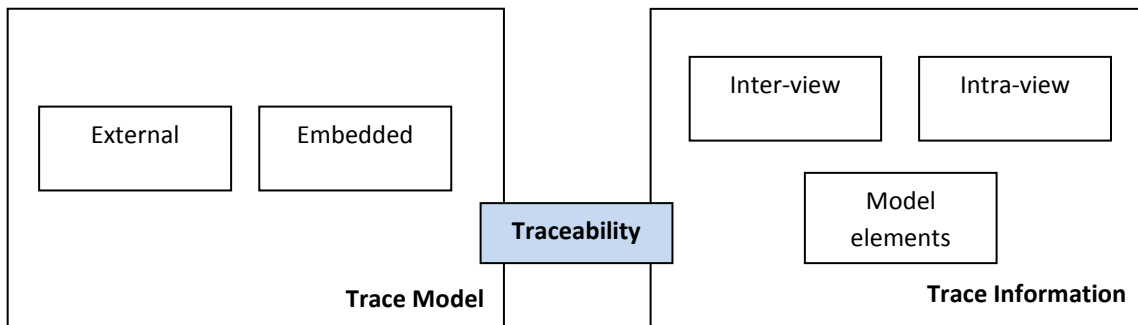 External
Embedded
Traceability
Trace Model
Inter-view
Intra-view
Model
elements
Trace Information